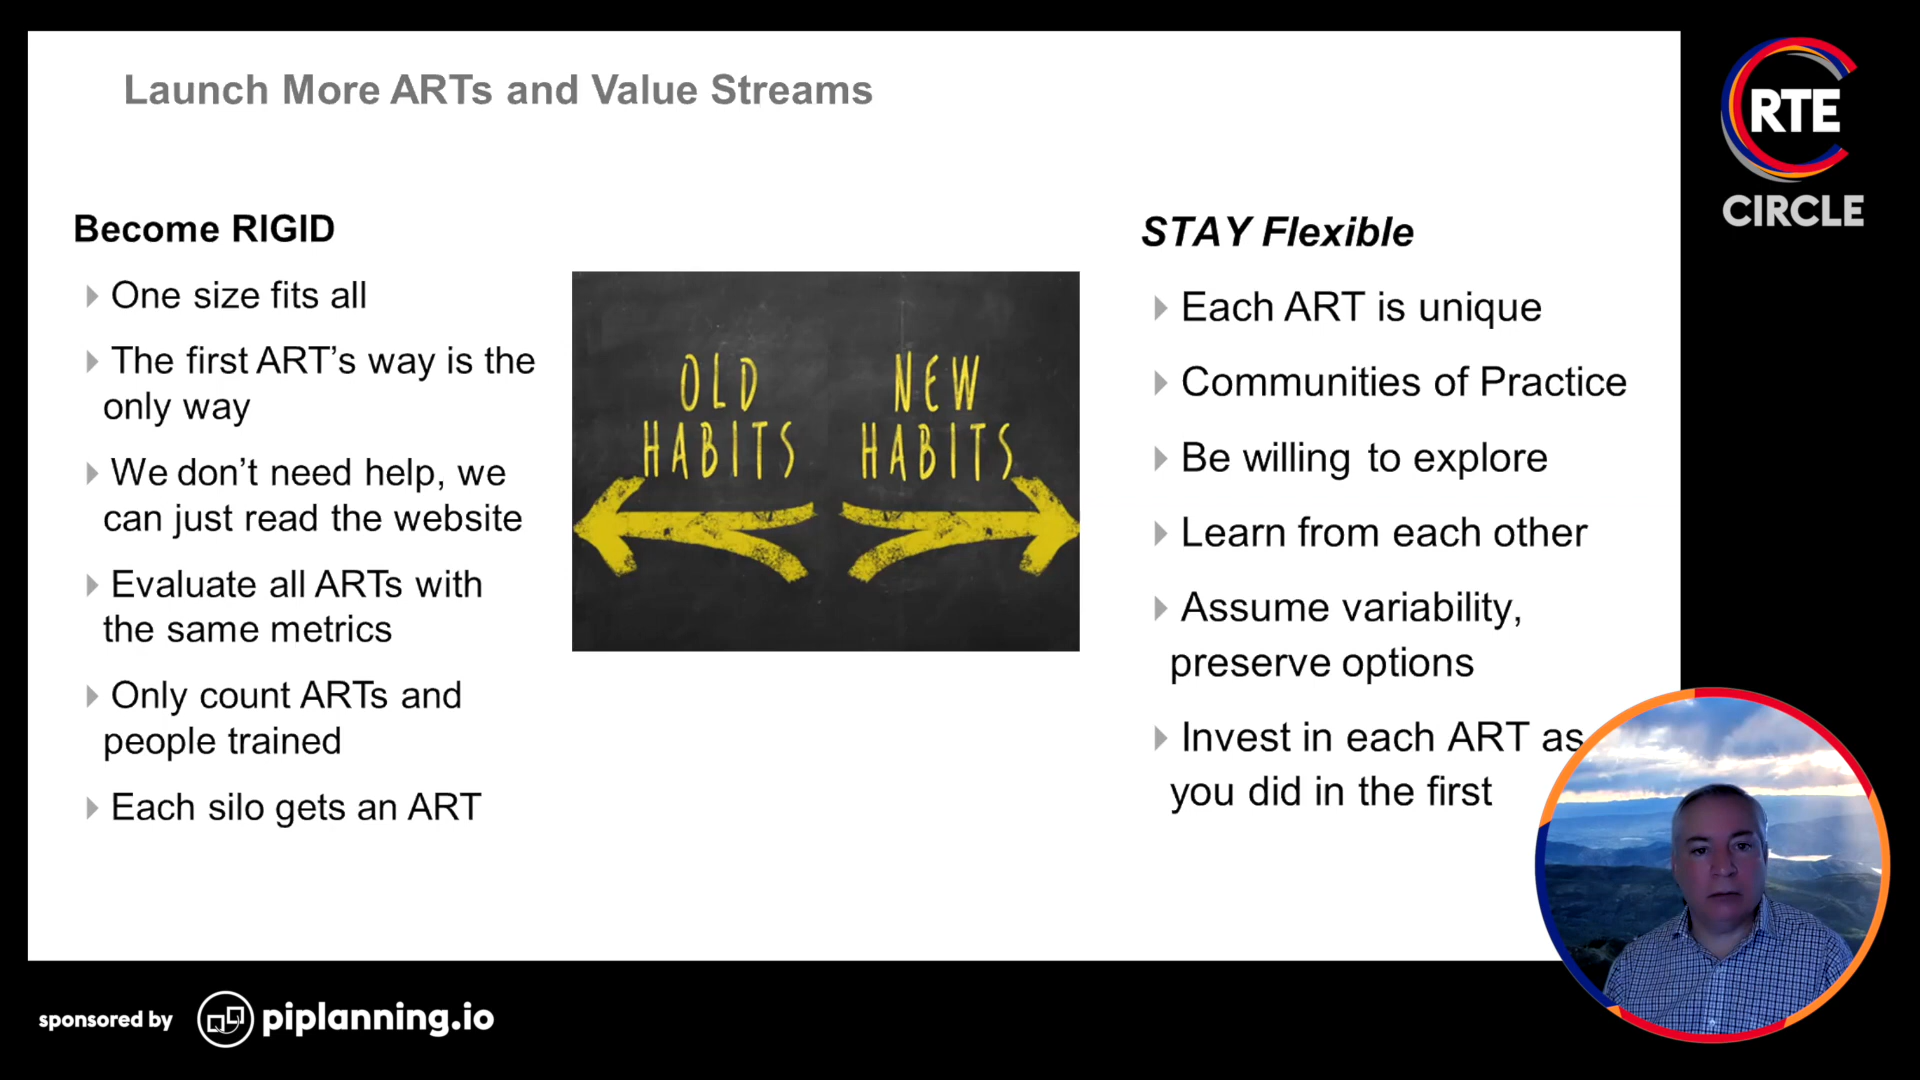 Launch More ARTs and Value Streams
Become RIGID
One size fits all
The first ART’s way is the
only way
We don’t need help, we
can just read the website
Evaluate all ARTs with
the same metrics
Only count ARTs and
people trained
Each silo gets an ART
OLD
HABITS
NEW
HABITS
STAY Flexible
Each ART is unique
Communities of Practice
Be willing to explore
Learn from each other
Assume variability,
preserve options
Invest in each ART as
you did in the first
RTE
CIRCLE
sponsored by piplanning.io